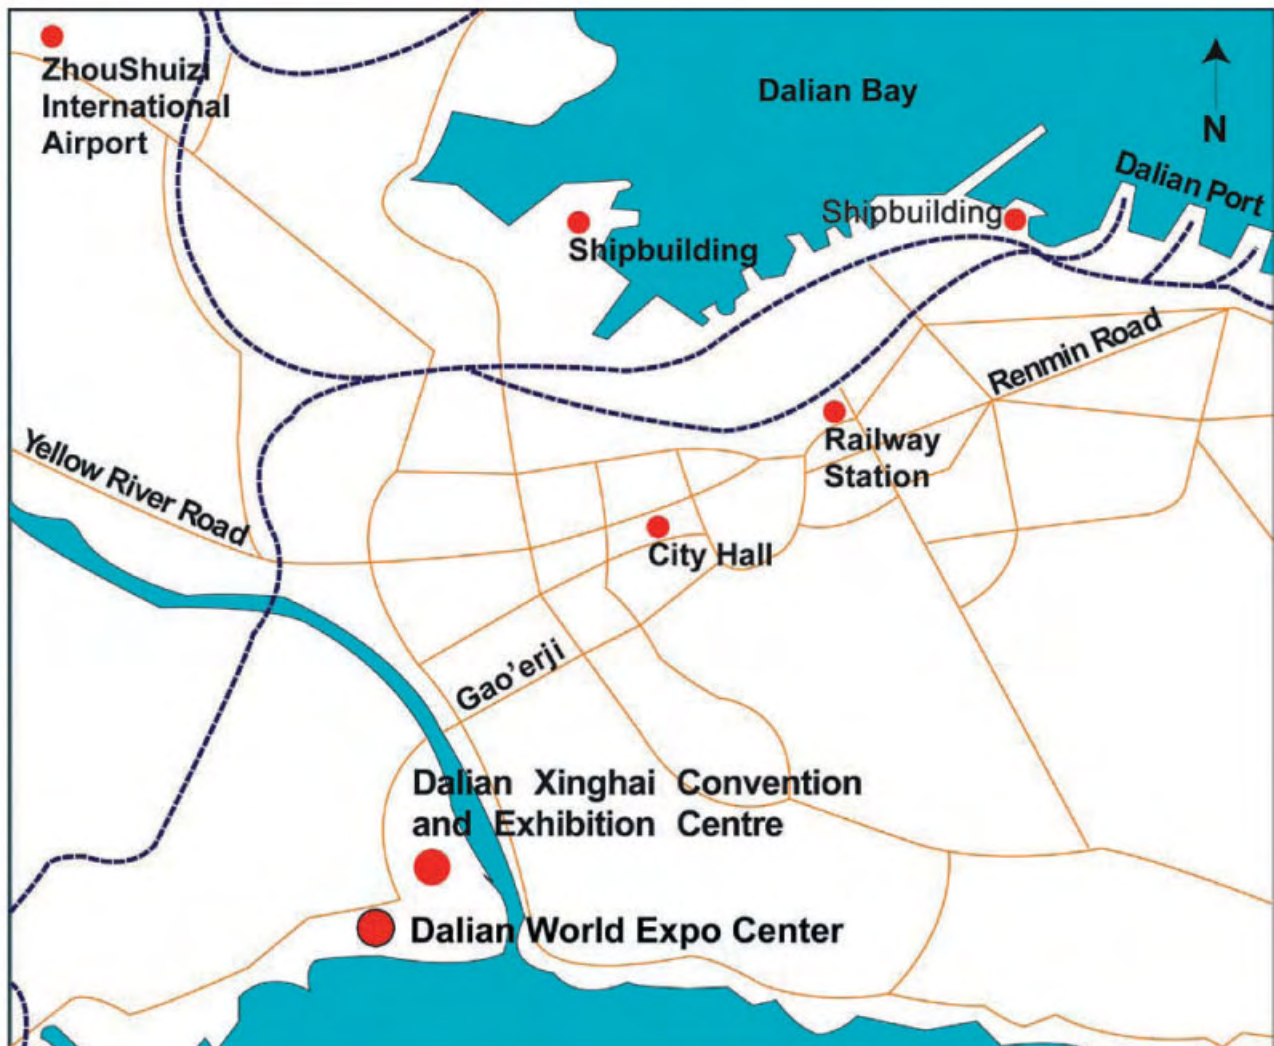 ZhouShuizi
International
Airport
Dalian Bay
N
Dalian Port
Shipbuilding
Shipbuilding
Renmin Road
Railway
Station
Yellow River Road
City Hall
Gao'erji
Dalian Xinghai Convention
and Exhibition Centre
Dalian World Expo Center